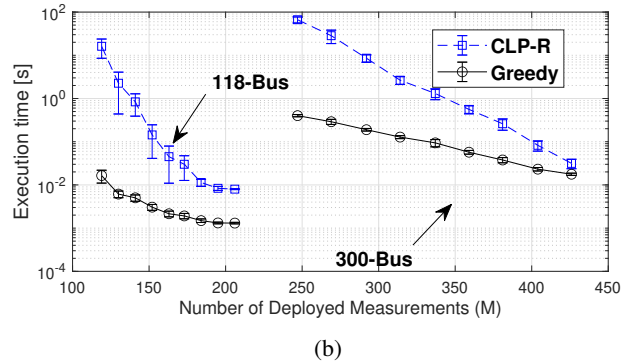 10^2
10^0
10^-2
10^-4
Execution time [s]
CLP-R
Greedy
118-Bus
300-Bus
100 150 200 250 300 350 400 450
Number of Deployed Measurements (M)
(b)